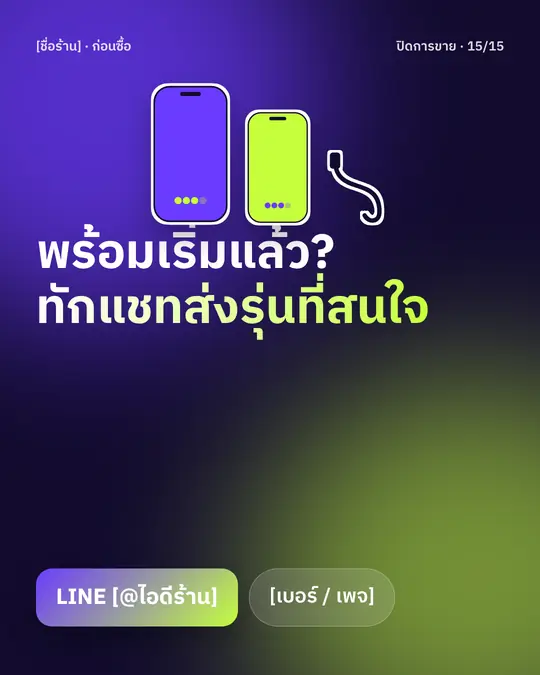 [ชื่อร้าน] · ก่อนซื้อ
ปิดการขาย · 15/15
พร้อมเริ่มแล้ว?
ทักแชทส่งรุ่นที่สนใจ
LINE [@ไอดีร้าน]
[เบอร์ / เพจ]